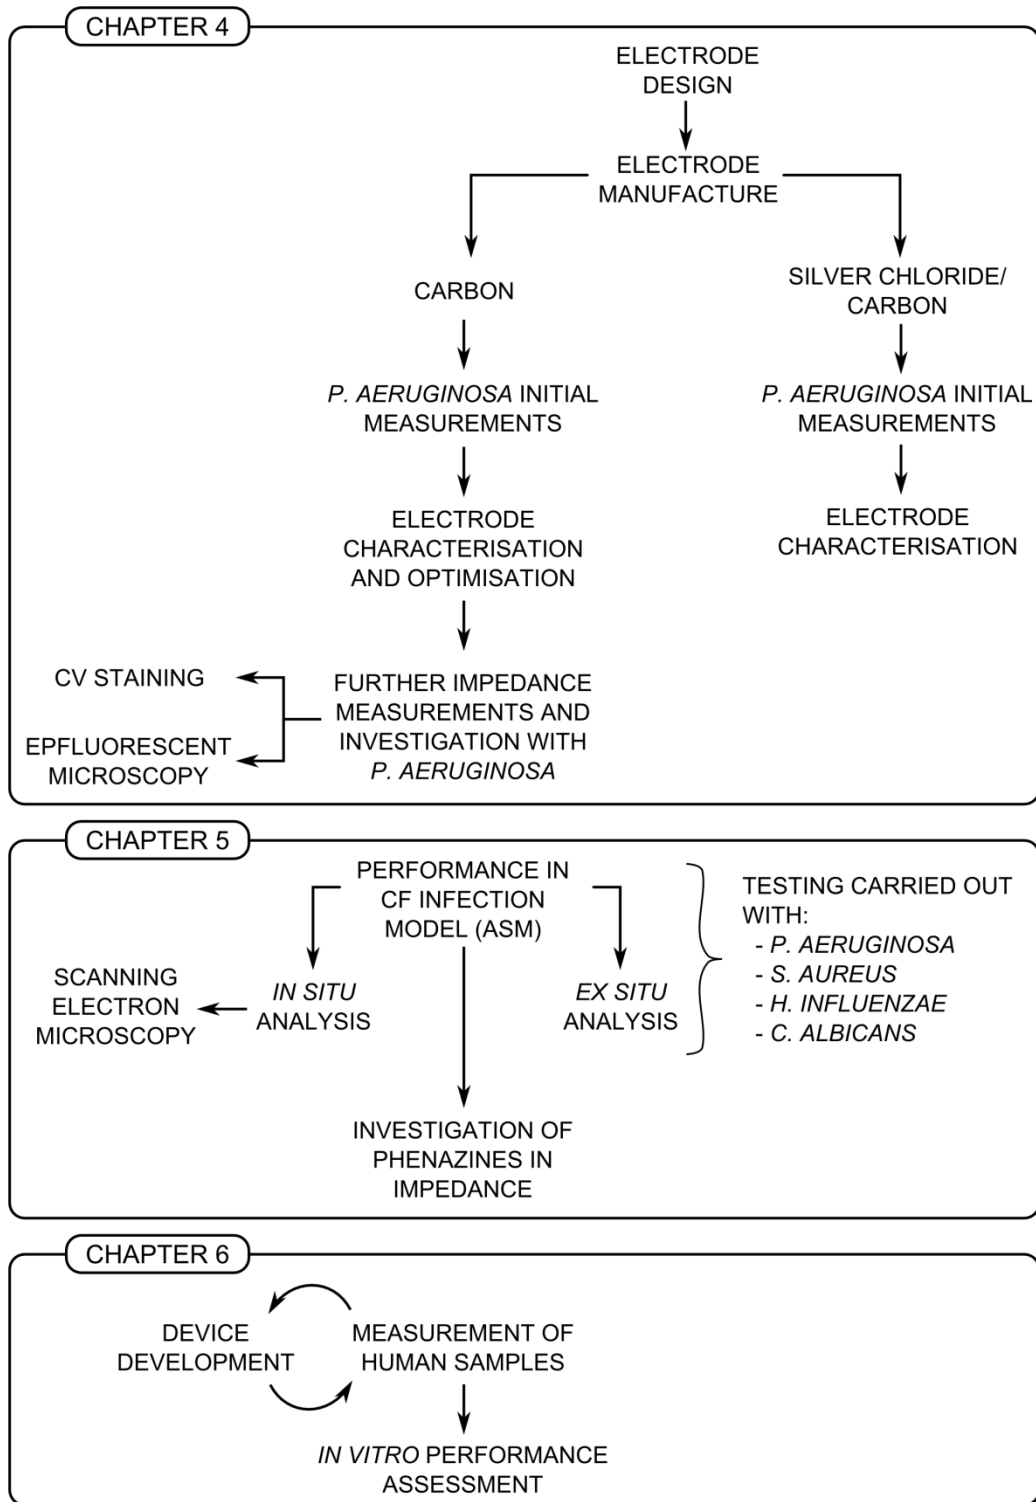 CHAPTER 4
ELECTRODE
DESIGN
ELECTRODE
MANUFACTURE
CARBON
SILVER CHLORIDE/
CARBON
P. AERUGINOSA INITIAL
MEASUREMENTS
P. AERUGINOSA INITIAL
MEASUREMENTS
ELECTRODE
CHARACTERISATION
AND OPTIMISATION
ELECTRODE
CHARACTERISATION
FURTHER IMPEDANCE
MEASUREMENTS AND
INVESTIGATION WITH
P. AERUGINOSA
CV STAINING
EPFLUORESCENT
MICROSCOPY
CHAPTER 5
PERFORMANCE IN
CF INFECTION
MODEL (ASM)
TESTING CARRIED OUT
WITH:
- P. AERUGINOSA
- S. AUREUS
- H. INFLUENZAE
- C. ALBICANS
SCANNING
ELECTRON
MICROSCOPY
IN SITU
ANALYSIS
EX SITU
ANALYSIS
INVESTIGATION OF
PHENAZINES IN
IMPEDANCE
CHAPTER 6
DEVICE
DEVELOPMENT
MEASUREMENT OF
HUMAN SAMPLES
IN VITRO PERFORMANCE
ASSESSMENT